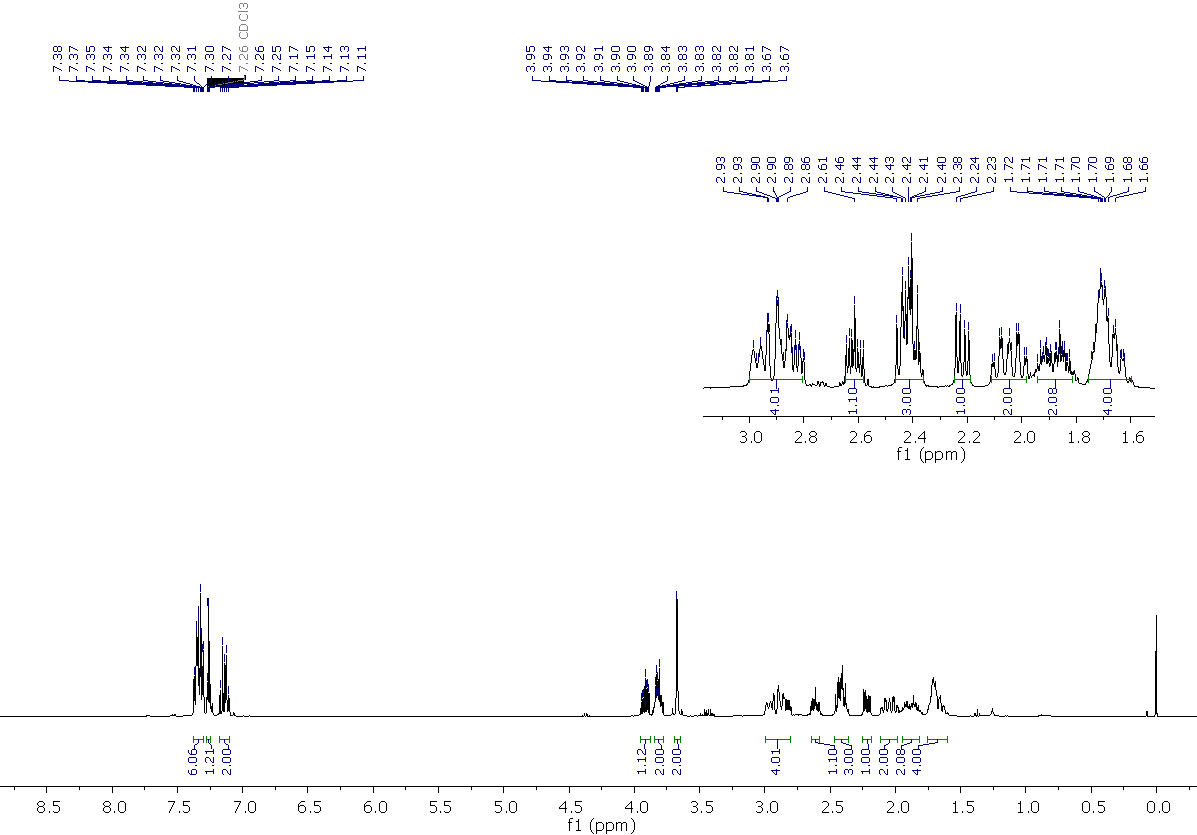 7.38 7.37 7.35 7.34 7.34 7.32 7.32 7.32 7.31 7.30 7.27 7.26 CDCl3 7.26 7.25 7.17 7.15 7.14 7.13 7.11
3.95 3.94 3.93 3.92 3.91 3.90 3.90 3.89 3.84 3.83 3.83 3.82 3.82 3.81 3.67 3.67
2.93 2.93 2.90 2.90 2.89 2.86 2.61 2.46 2.44 2.44 2.43 2.42 2.41 2.40 2.38 2.24 2.23 1.72 1.71 1.71 1.71 1.70 1.70 1.69 1.68 1.66
4.01 1.10 3.00 1.00 2.00 2.08 4.00
3.0 2.8 2.6 2.4 2.2 2.0 1.8 1.6
f1 (ppm)
6.06 1.21 2.00 1.12 2.00 2.00 4.01 1.10 3.00 1.00 2.00 2.08 4.00
8.5 8.0 7.5 7.0 6.5 6.0 5.5 5.0 4.5 4.0 3.5 3.0 2.5 2.0 1.5 1.0 0.5 0.0
f1 (ppm)